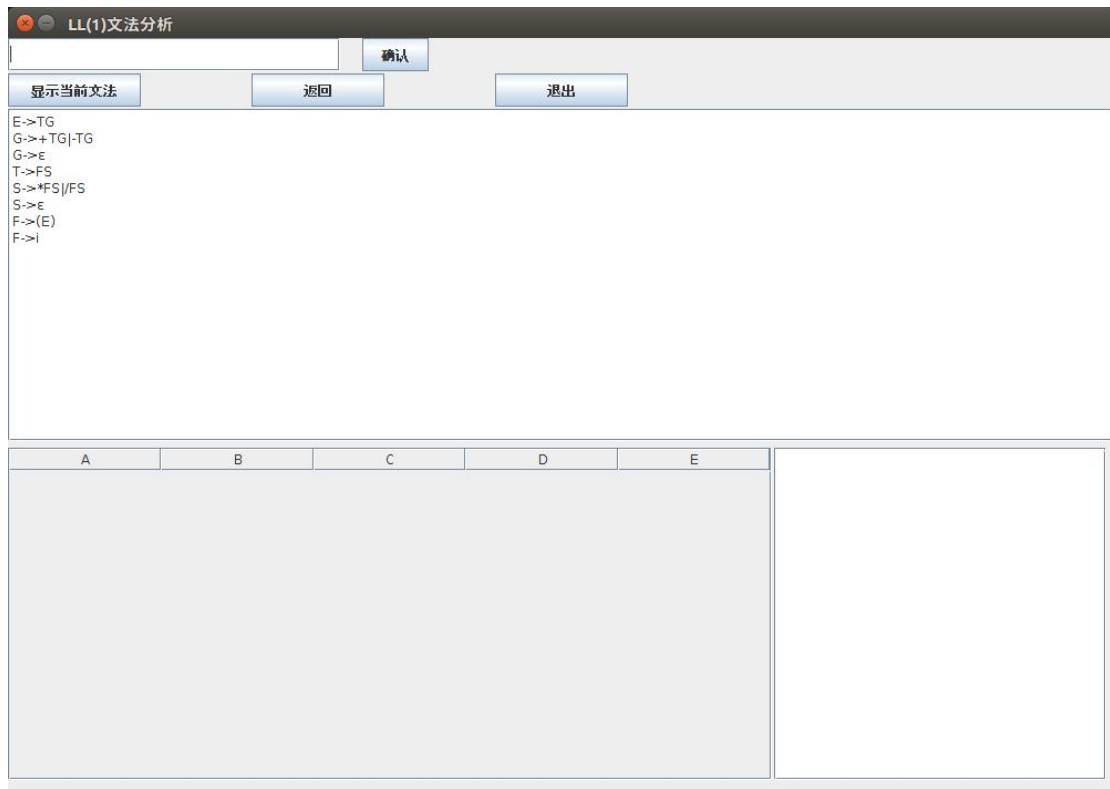 LL(1)文法分析
确认
显示当前文法 返回 退出
E->TG
G->+TG|-TG
G->ε
T->FS
S->*FS|/FS
S->ε
F->(E)
F->i
A B C D E